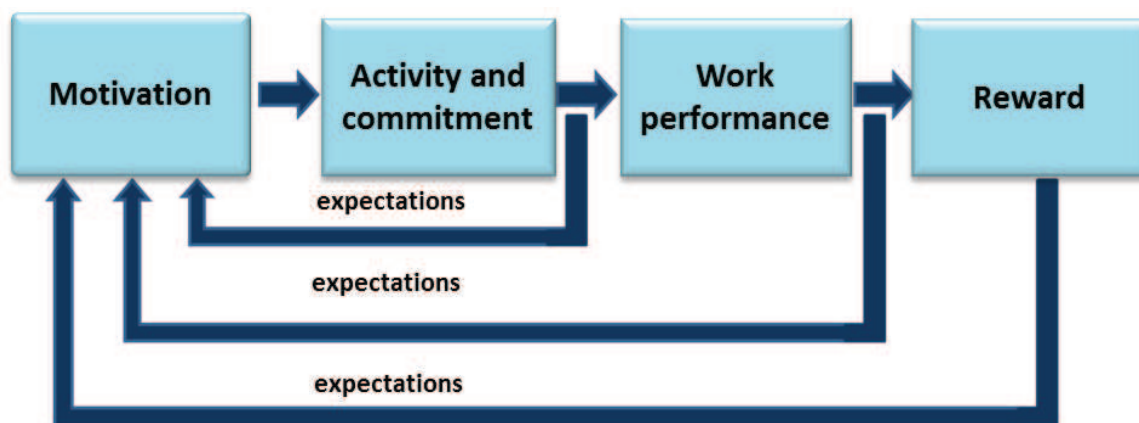 Motivation
Activity and
commitment
Work
performance
Reward
expectations
expectations
expectations